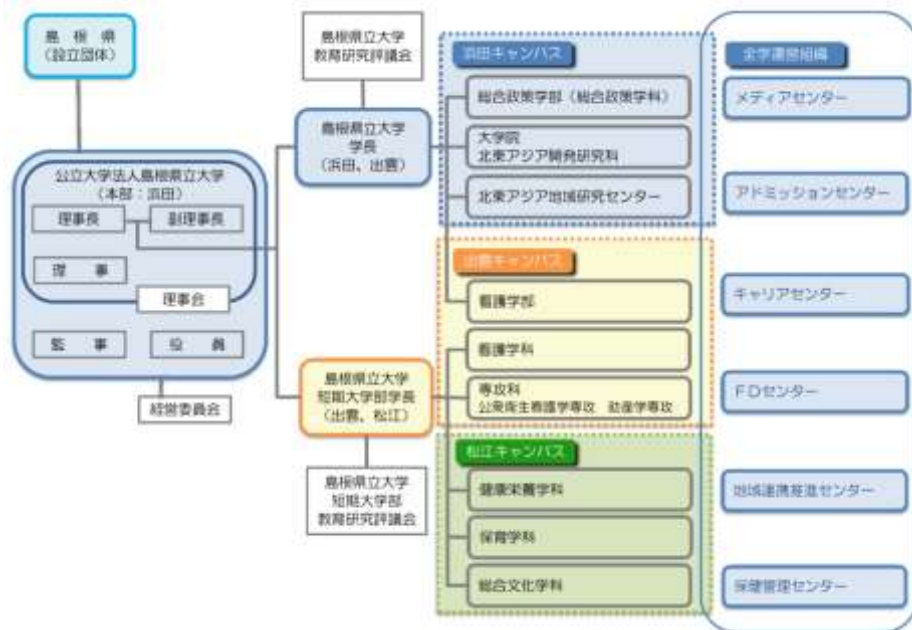 島根県
（設立団体）
公立大学法人島根県立大学
（本部：浜田）
理事長
副理事長
理事
理事会
監事
役員
経営委員会
島根県立大学
教育研究評議会
島根県立大学
学長
（浜田、出雲）
島根県立大学
短期大学部学長
（出雲、松江）
島根県立大学
短期大学部
教育研究評議会
浜田キャンパス
総合政策学部（総合政策学科）
大学院
北東アジア開発研究科
北東アジア地域研究センター
出雲キャンパス
看護学部
看護学科
専攻科
公衆衛生看護学専攻　助産学専攻
松江キャンパス
健康栄養学科
保育学科
総合文化学科
全学運営組織
メディアセンター
アドミッションセンター
キャリアセンター
ＦＤセンター
地域連携推進センター
保健管理センター